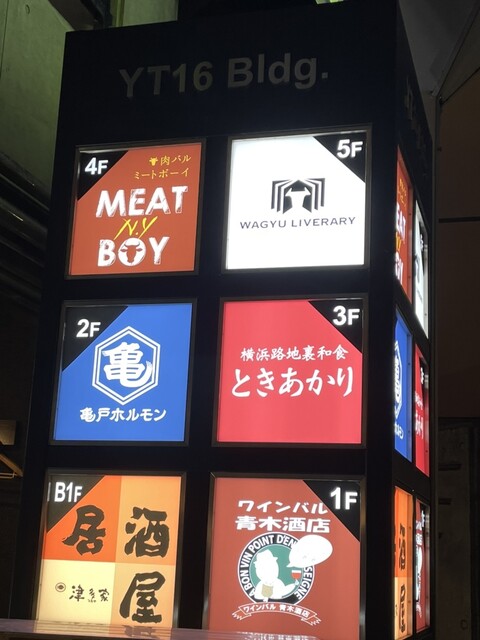 YT16 Bldg.
4F
肉バル
ミートボーイ
MEAT
N.Y
BOY
5F
WAGYU LIVERARY
2F
亀
亀戸ホルモン
3F
横浜路地裏和食
ときあかり
B1F
居酒屋
1F
ワインバル
青木酒店
A BON VIN POINT D'ENSEIGNE
ワインバル 青木酒店